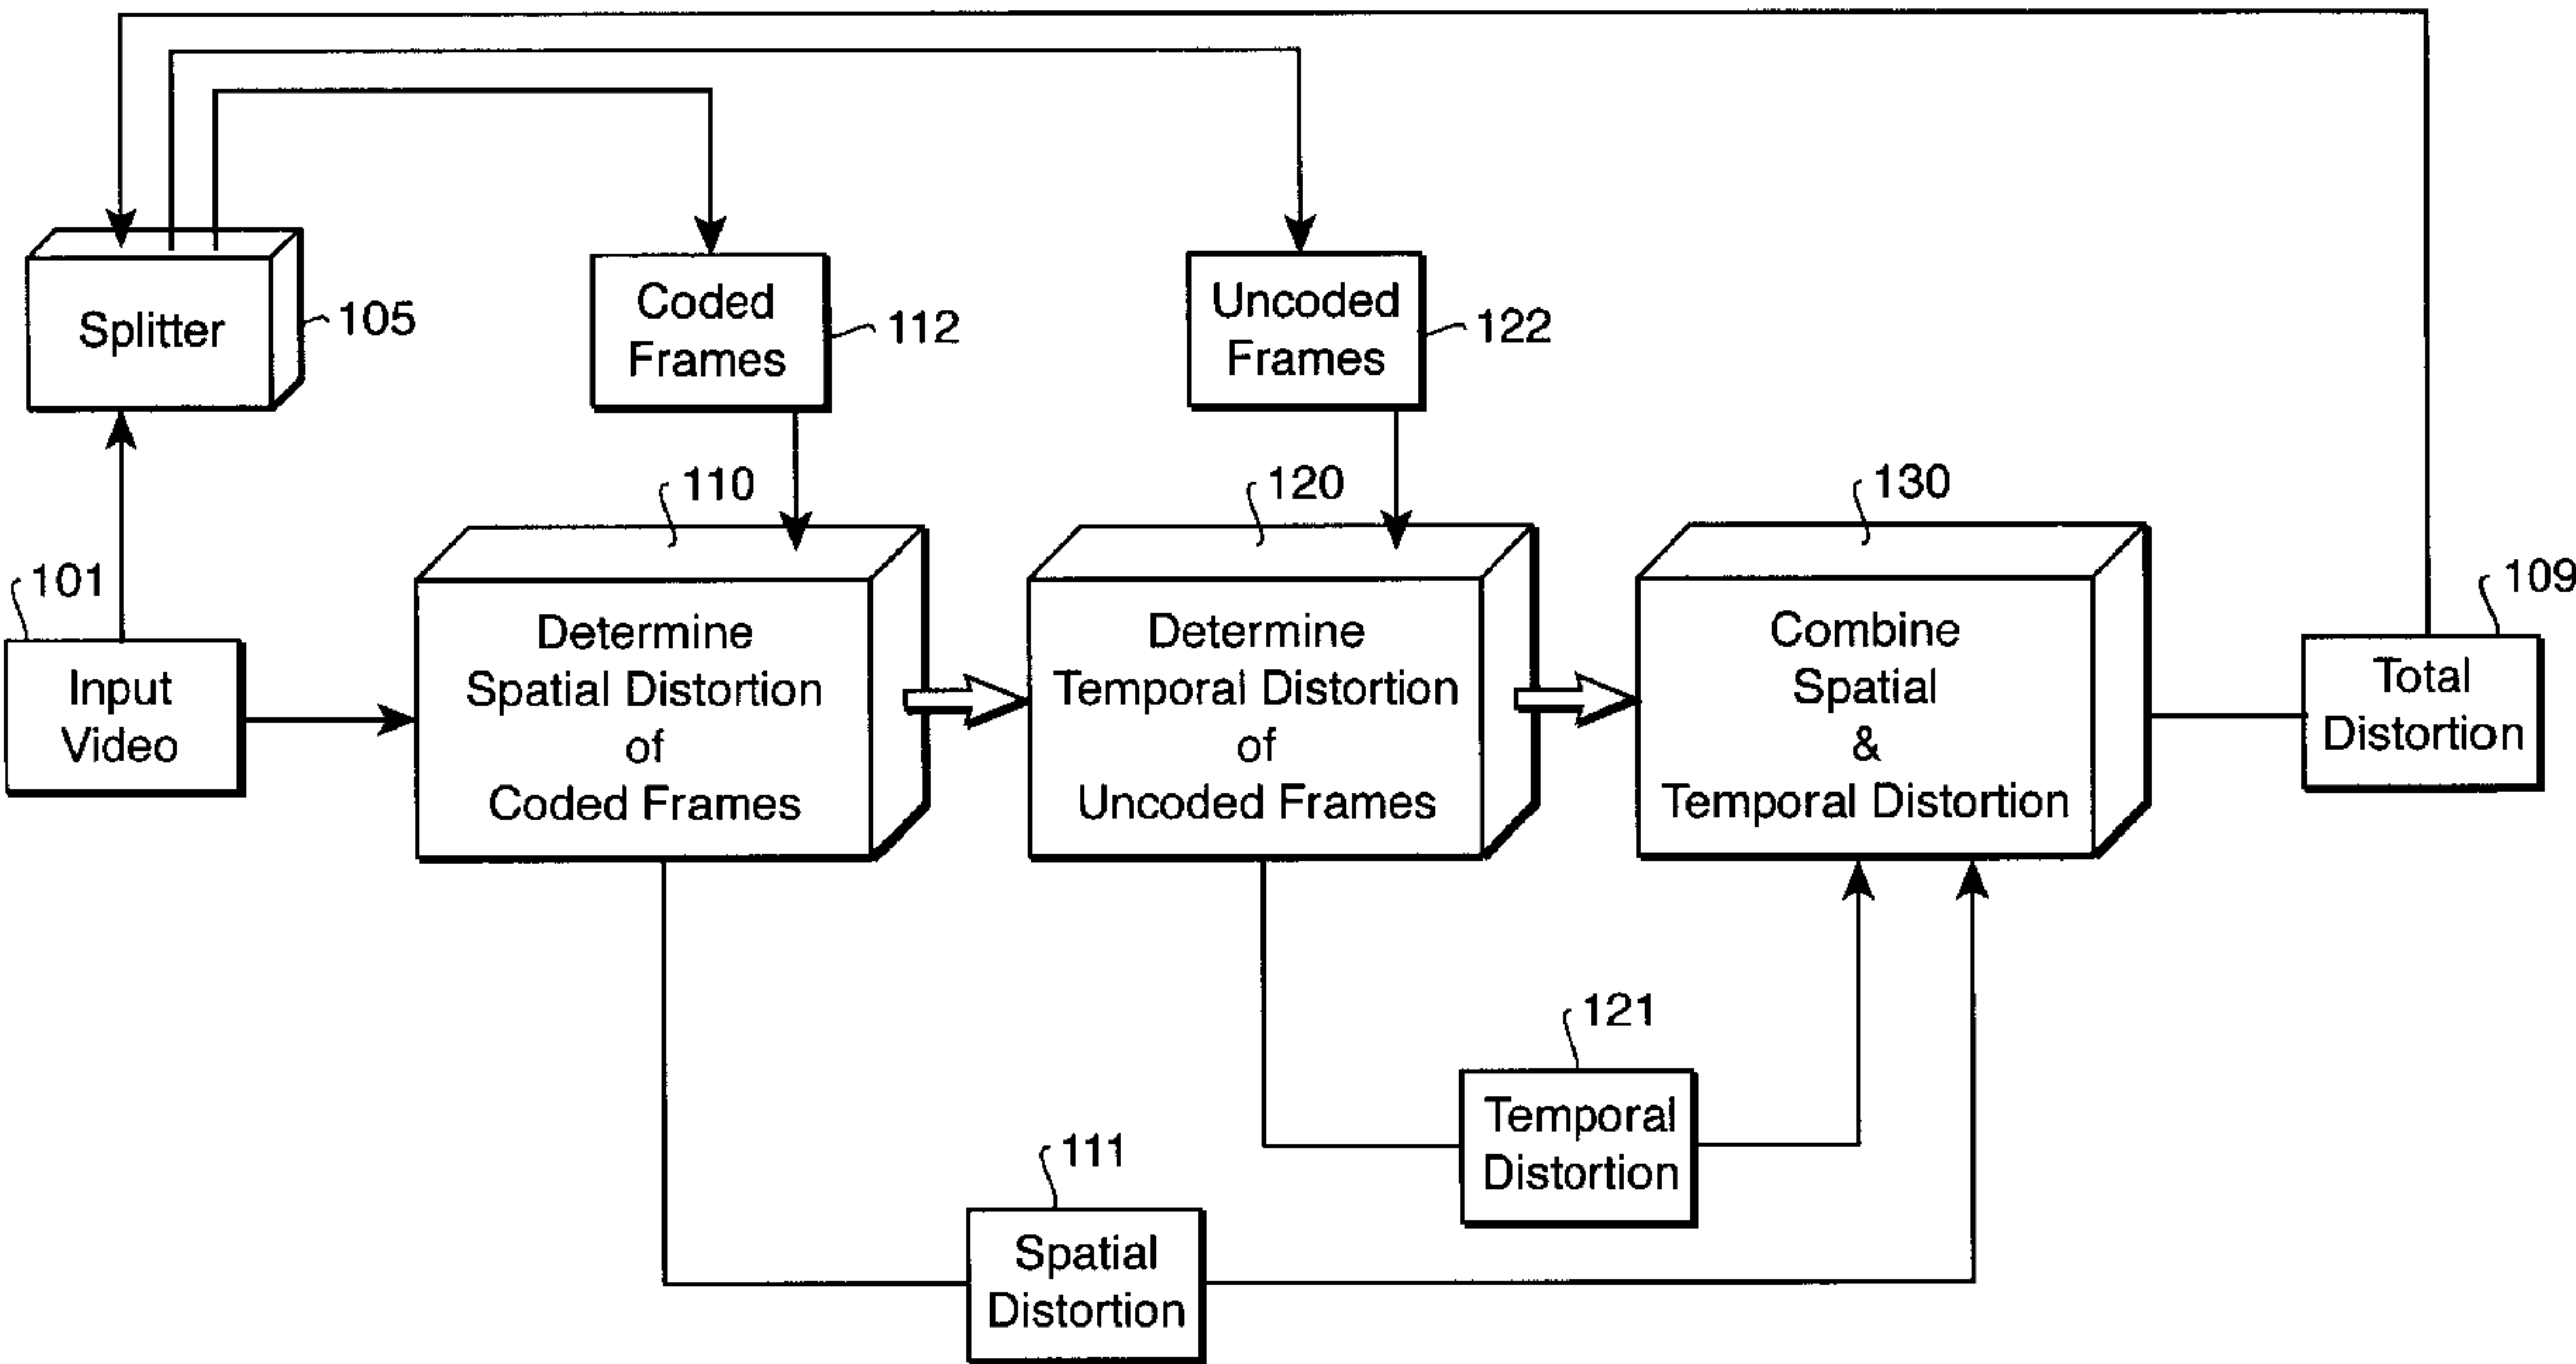 Splitter
105
Coded
Frames
112
Uncoded
Frames
122
101
Input
Video
110
Determine
Spatial Distortion
of
Coded Frames
120
Determine
Temporal Distortion
of
Uncoded Frames
130
Combine
Spatial
&
Temporal Distortion
109
Total
Distortion
121
Temporal
Distortion
111
Spatial
Distortion